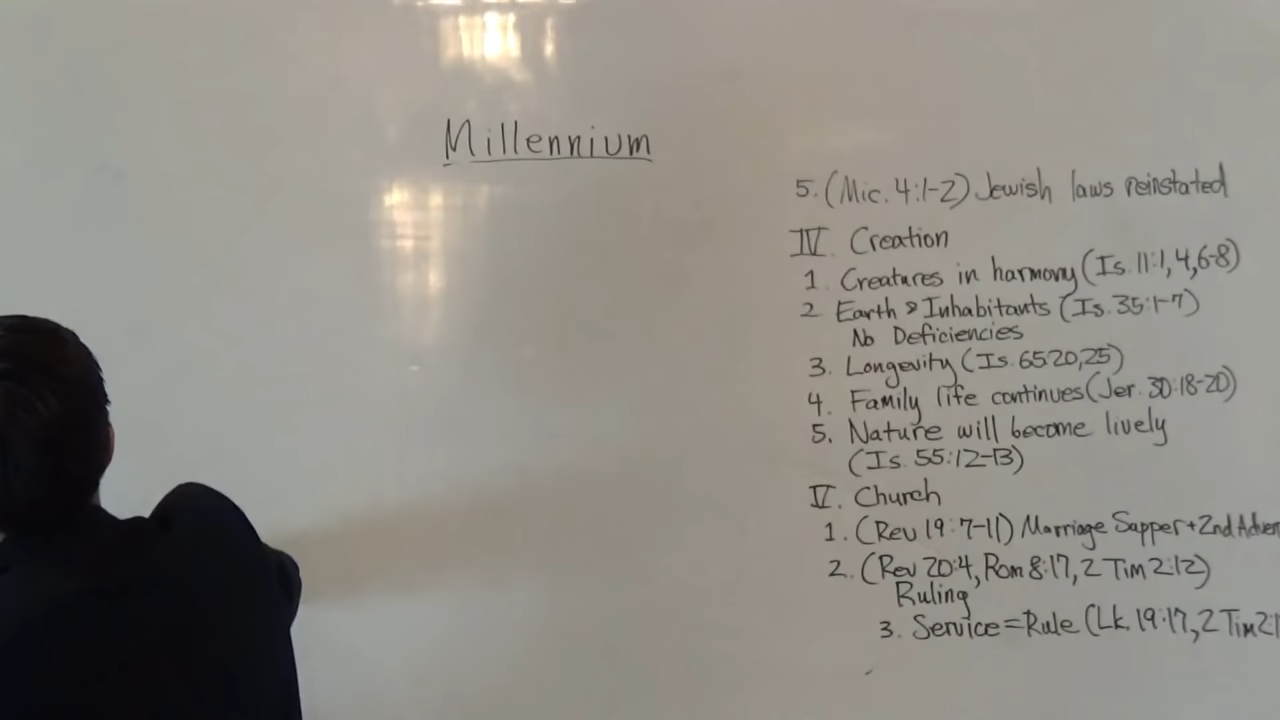 Millennium
5. (Mic. 4:1-2) Jewish laws reinstated
IV Creation
1. Creatures in harmony (Is. 11:1,4,6-8)
2 Earth & Inhabitants (Is. 35:1-7)
No Deficiencies
3. Longevity (Is. 65:20,25)
4. Family life continues (Jer. 30:18-20)
5. Nature will become lively
(Is. 55:12-13)
V. Church
1. (Rev 19:7-11) Marriage Supper + 2nd Adven
2. (Rev 20:4, Rom 8:17, 2 Tim 2:12)
Ruling
3. Service = Rule (Lk. 19:17, 2 Tim 2:1